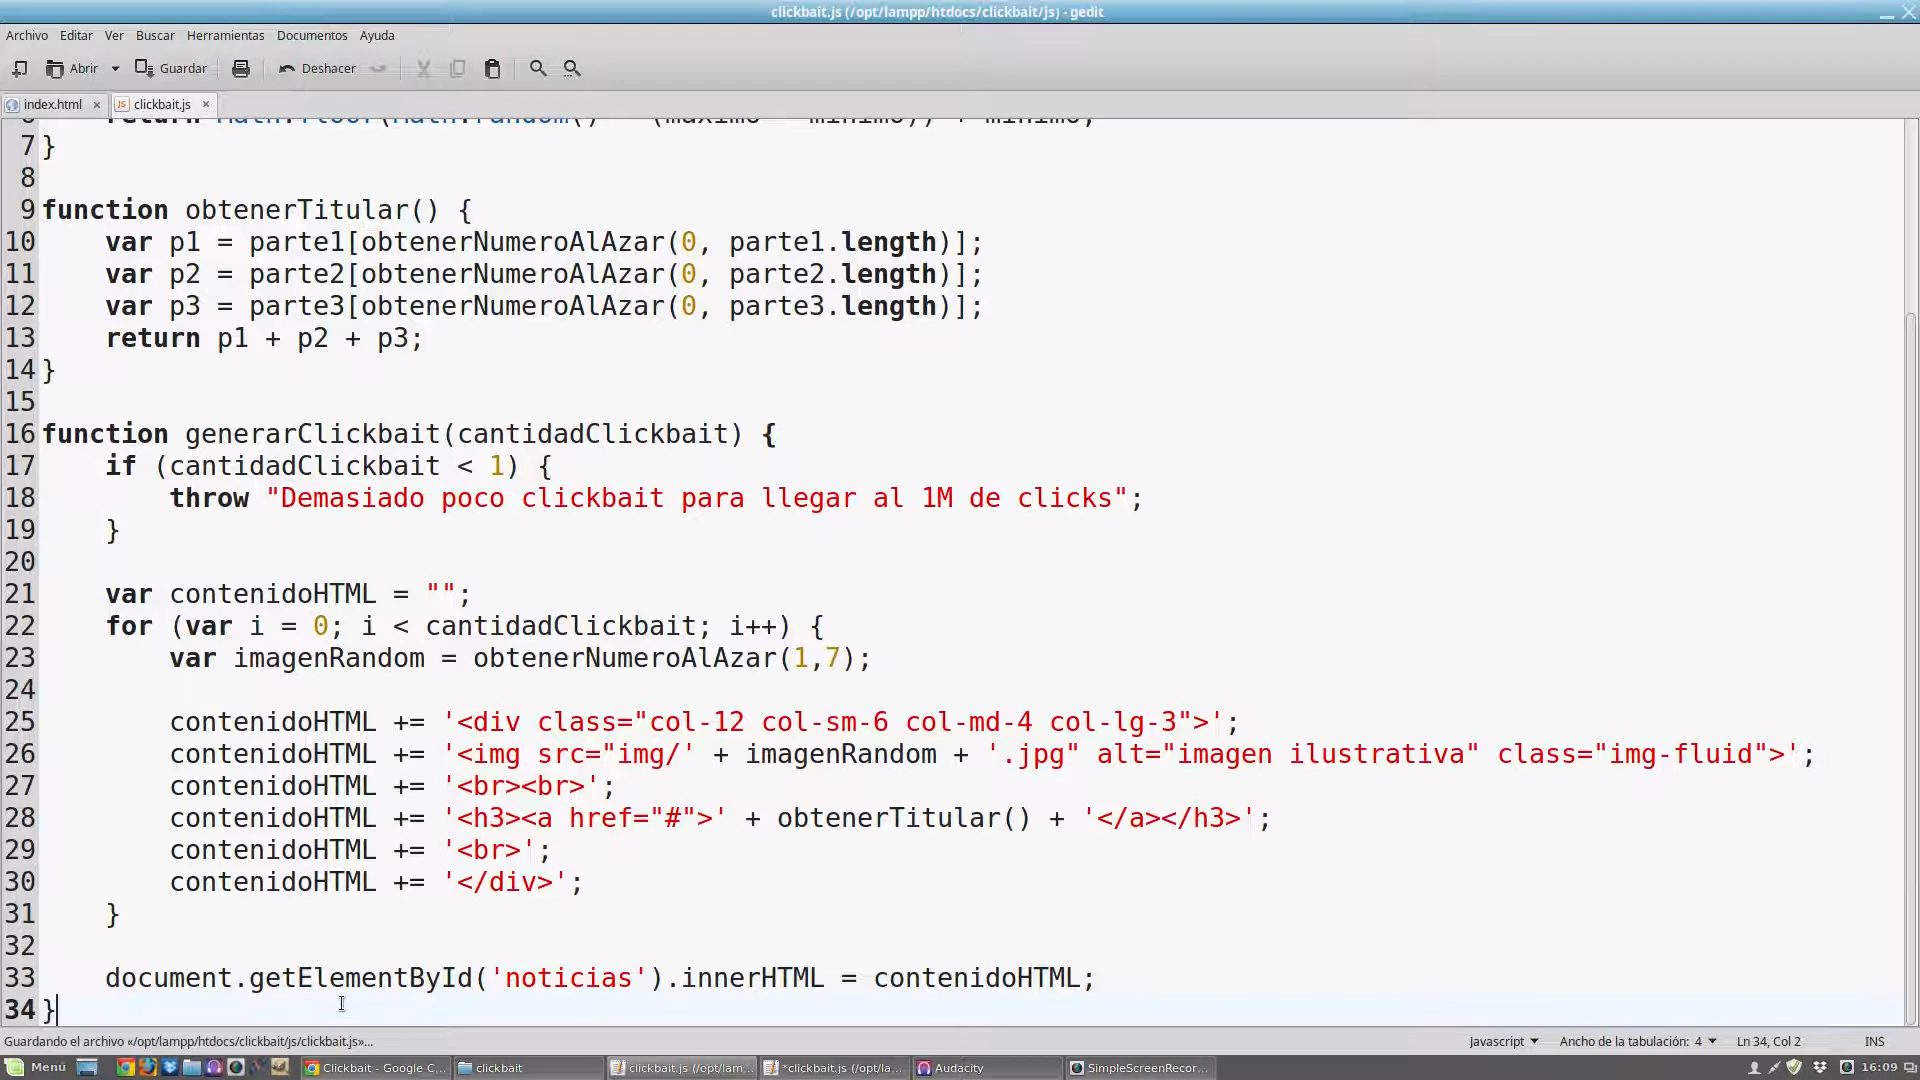 clickbait.js (/opt/lampp/htdocs/clickbait/js) - gedit
Archivo Editar Ver Buscar Herramientas Documentos Ayuda
Abrir Guardar Deshacer
index.html × JS clickbait.js ×
7 }
8
9 function obtenerTitular() {
10 var p1 = parte1[obtenerNumeroAlAzar(0, parte1.length)];
11 var p2 = parte2[obtenerNumeroAlAzar(0, parte2.length)];
12 var p3 = parte3[obtenerNumeroAlAzar(0, parte3.length)];
13 return p1 + p2 + p3;
14 }
15
16 function generarClickbait(cantidadClickbait) {
17 if (cantidadClickbait < 1) {
18 throw "Demasiado poco clickbait para llegar al 1M de clicks";
19 }
20
21 var contenidoHTML = "";
22 for (var i = 0; i < cantidadClickbait; i++) {
23 var imagenRandom = obtenerNumeroAlAzar(1,7);
24
25 contenidoHTML += '<div class="col-12 col-sm-6 col-md-4 col-lg-3">';
26 contenidoHTML += '<img src="img/' + imagenRandom + '.jpg" alt="imagen ilustrativa" class="img-fluid">';
27 contenidoHTML += '<br><br>';
28 contenidoHTML += '<h3><a href="#">' + obtenerTitular() + '</a></h3>';
29 contenidoHTML += '<br>';
30 contenidoHTML += '</div>';
31 }
32
33 document.getElementById('noticias').innerHTML = contenidoHTML;
34 }
Guardando el archivo «/opt/lampp/htdocs/clickbait/js/clickbait.js»... Javascript Ancho de la tabulación: 4 Ln 34, Col 2 INS
Menú Clickbait - Google C... clickbait clickbait.js (/opt/lam... *clickbait.js (/opt/la... Audacity SimpleScreenRecor... 16:09